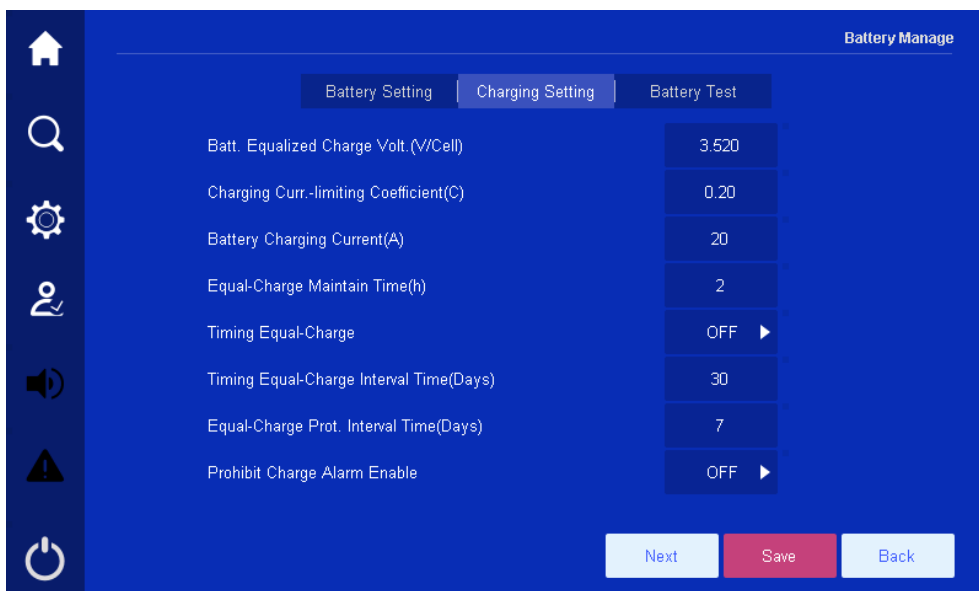 Battery Manage
Battery Setting Charging Setting Battery Test
Batt. Equalized Charge Volt.(V/Cell) 3.520
Charging Curr.-limiting Coefficient(C) 0.20
Battery Charging Current(A) 20
Equal-Charge Maintain Time(h) 2
Timing Equal-Charge OFF
Timing Equal-Charge Interval Time(Days) 30
Equal-Charge Prot. Interval Time(Days) 7
Prohibit Charge Alarm Enable OFF
Next Save Back